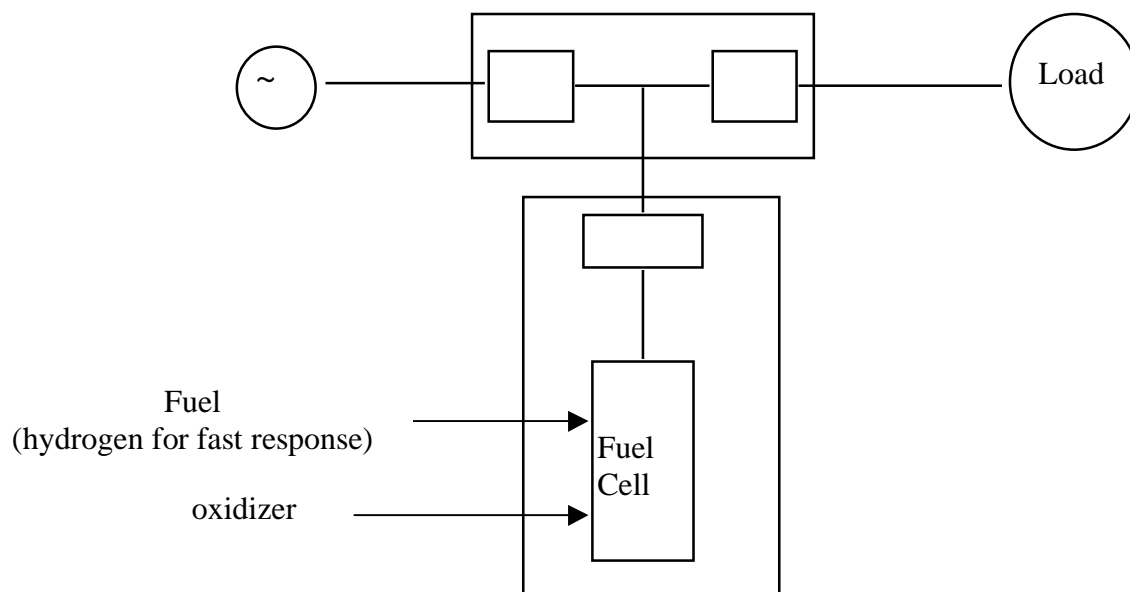 ~
Load
Fuel
(hydrogen for fast response)
Fuel
Cell
oxidizer